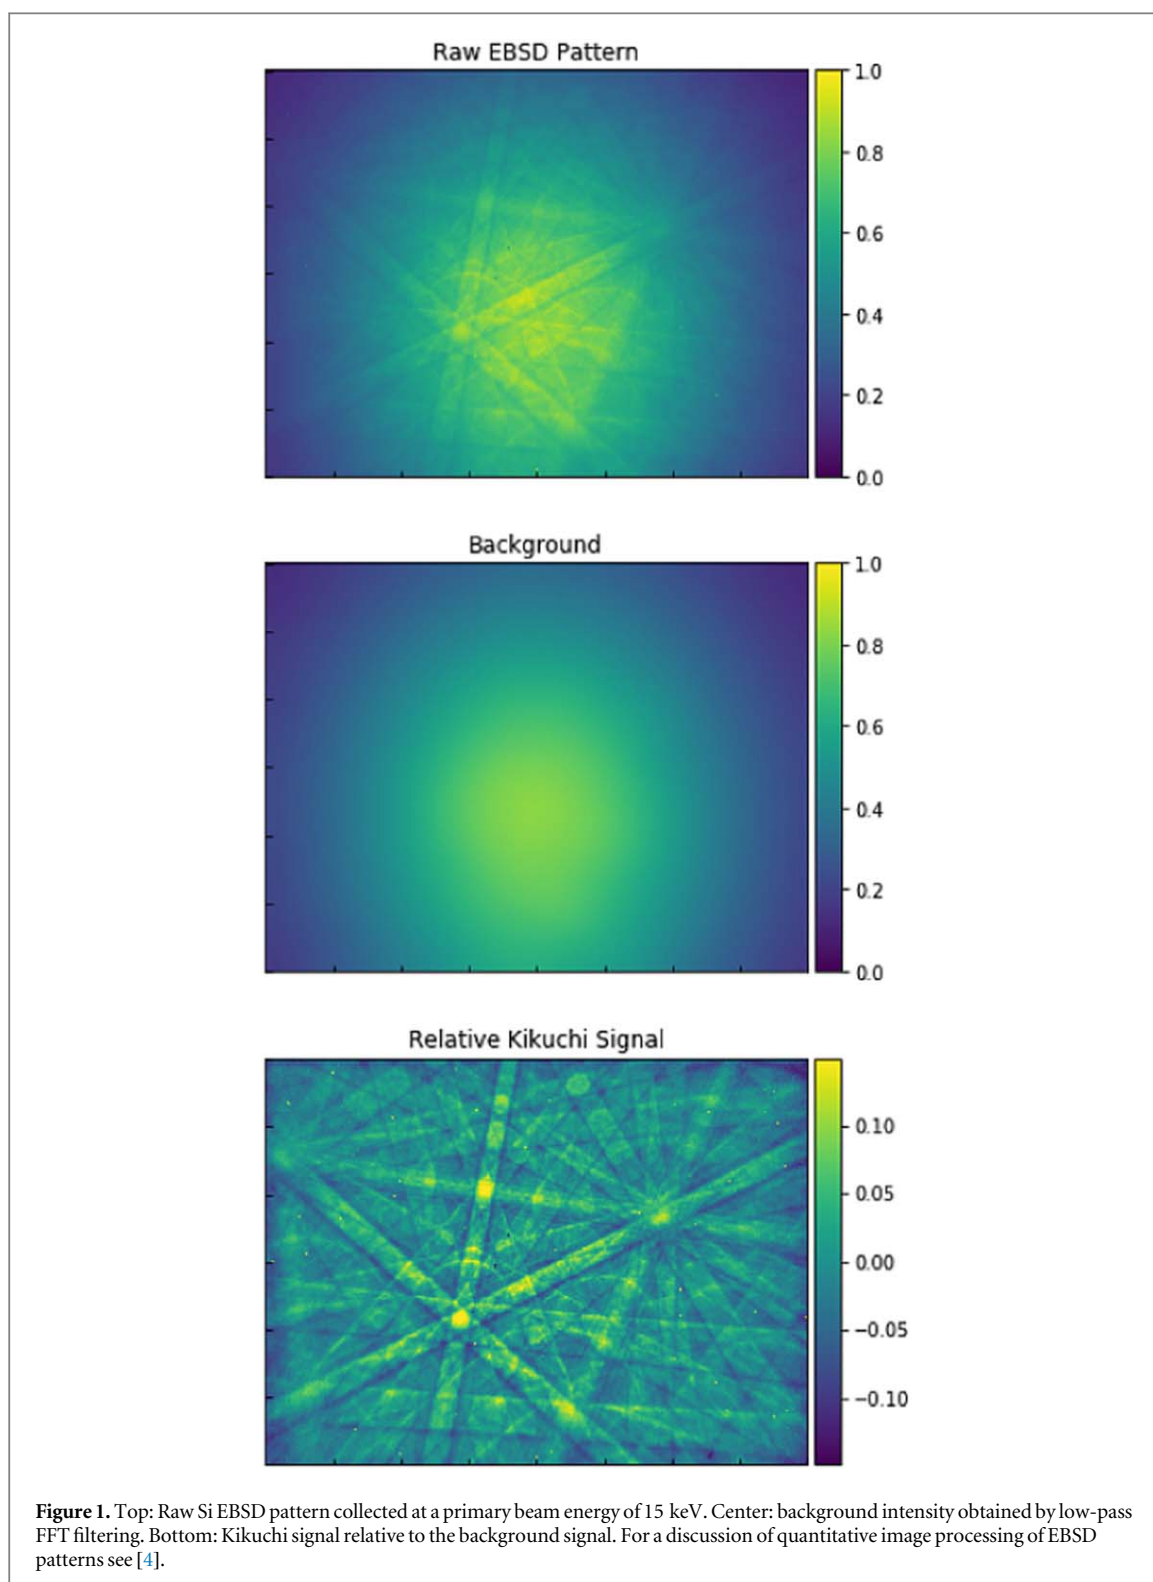 Raw EBSD Pattern
1.0
0.8
0.6
0.4
0.2
0.0
Background
1.0
0.8
0.6
0.4
0.2
0.0
Relative Kikuchi Signal
0.10
0.05
0.00
−0.05
−0.10
Figure 1. Top: Raw Si EBSD pattern collected at a primary beam energy of 15 keV. Center: background intensity obtained by low-pass
FFT filtering. Bottom: Kikuchi signal relative to the background signal. For a discussion of quantitative image processing of EBSD
patterns see [4].